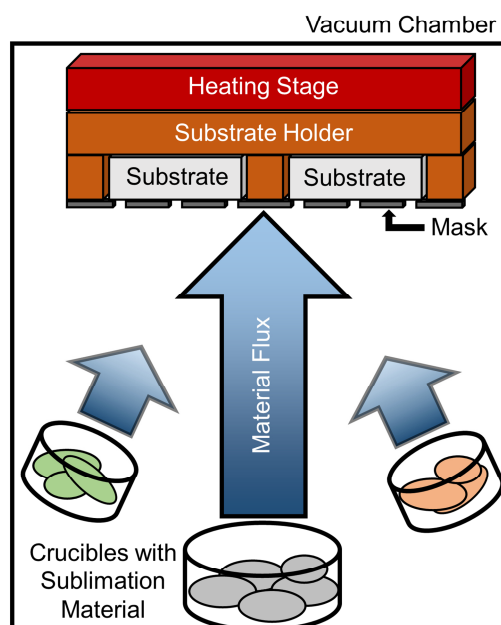 Vacuum Chamber
Heating Stage
Substrate Holder
Substrate
Substrate
Mask
Material Flux
Crucibles with
Sublimation
Material